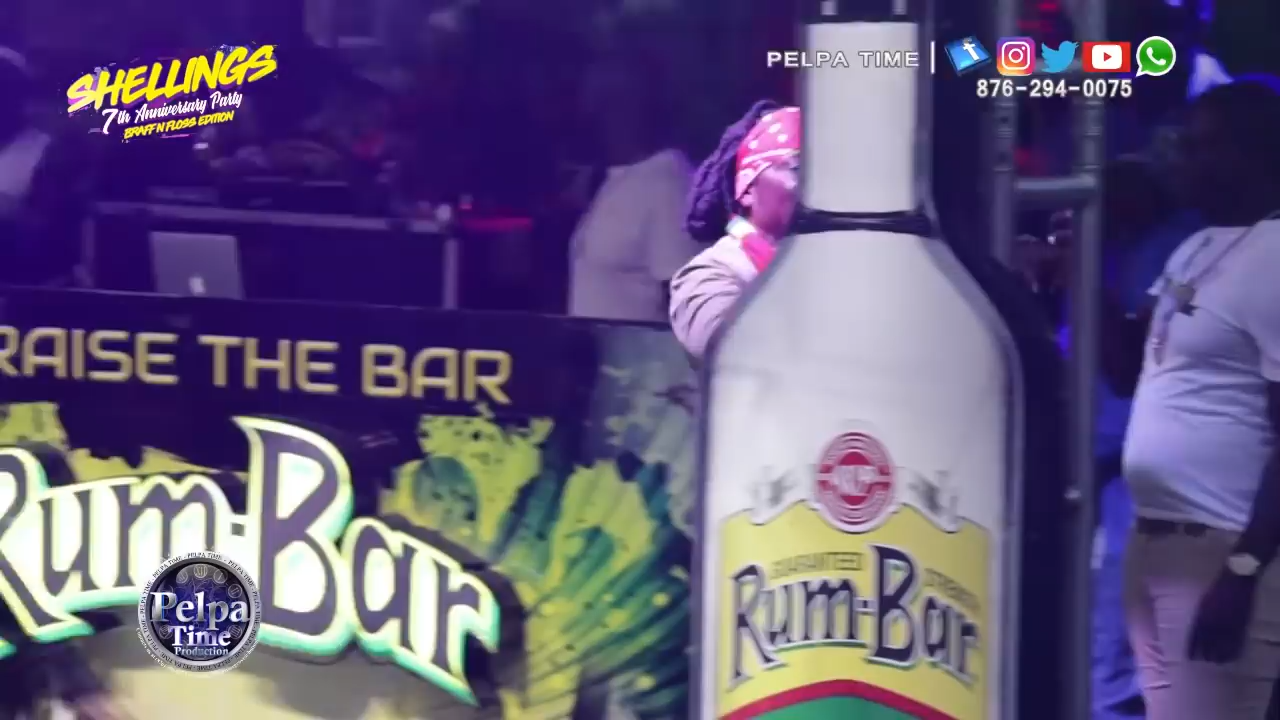 SHELLINGS
7th Anniversary Party
BRAFF N FLOSS EDITION
PELPA TIME |
876-294-0075
RAISE THE BAR
Rum-Bar
Pelpa
Time
Production
GUARANTEED
Rum-Bar